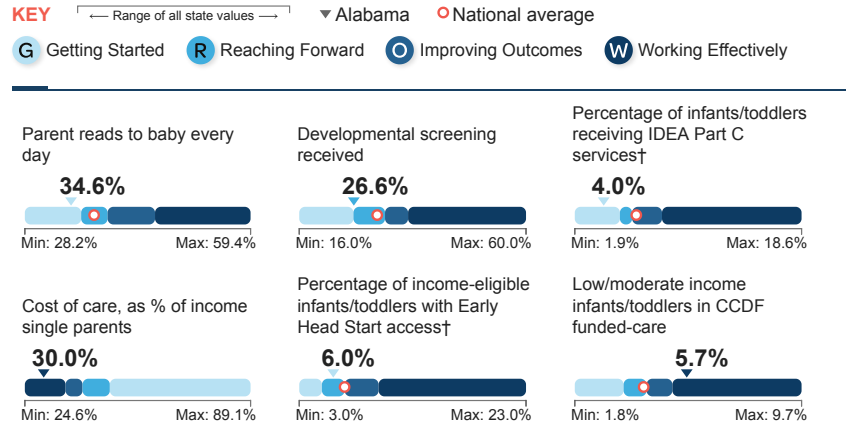 KEY ← Range of all state values → Alabama National average
G Getting Started R Reaching Forward O Improving Outcomes W Working Effectively
Parent reads to baby every
day
34.6%
Min: 28.2% Max: 59.4%
Developmental screening
received
26.6%
Min: 16.0% Max: 60.0%
Percentage of infants/toddlers
receiving IDEA Part C
services†
4.0%
Min: 1.9% Max: 18.6%
Cost of care, as % of income
single parents
30.0%
Min: 24.6% Max: 89.1%
Percentage of income-eligible
infants/toddlers with Early
Head Start access†
6.0%
Min: 3.0% Max: 23.0%
Low/moderate income
infants/toddlers in CCDF
funded-care
5.7%
Min: 1.8% Max: 9.7%